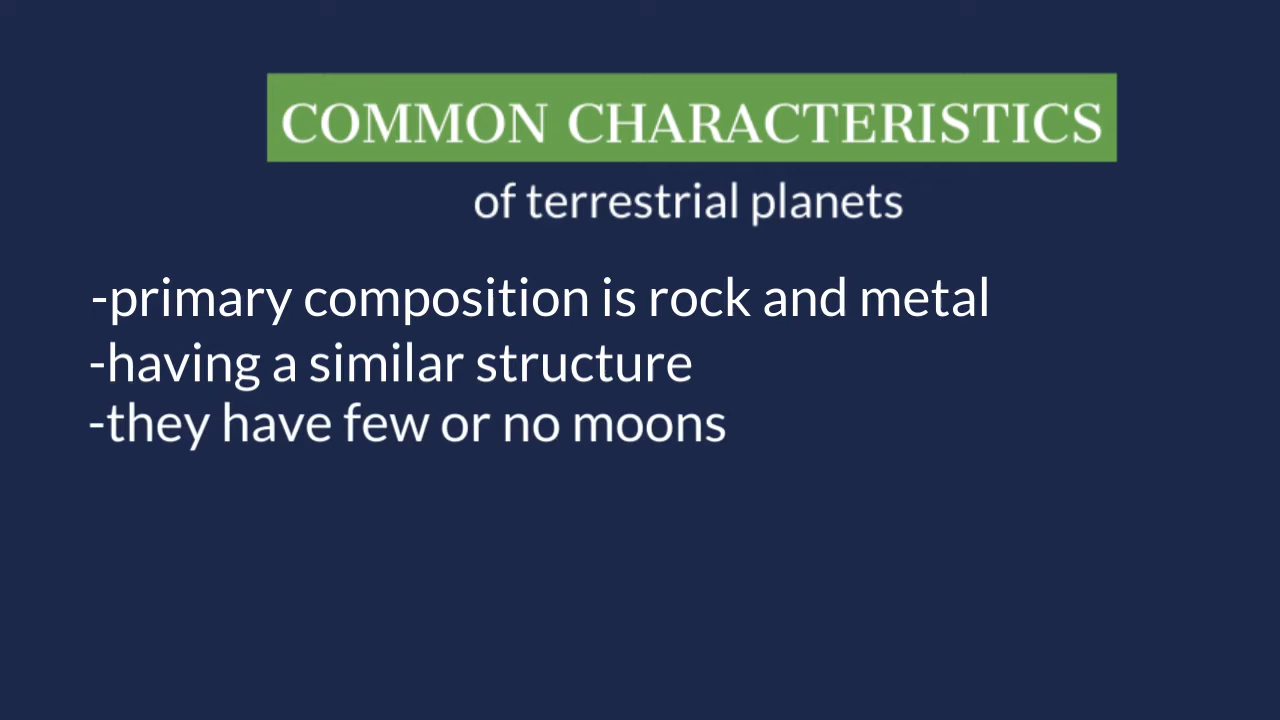 COMMON CHARACTERISTICS
of terrestrial planets
-primary composition is rock and metal
-having a similar structure
-they have few or no moons